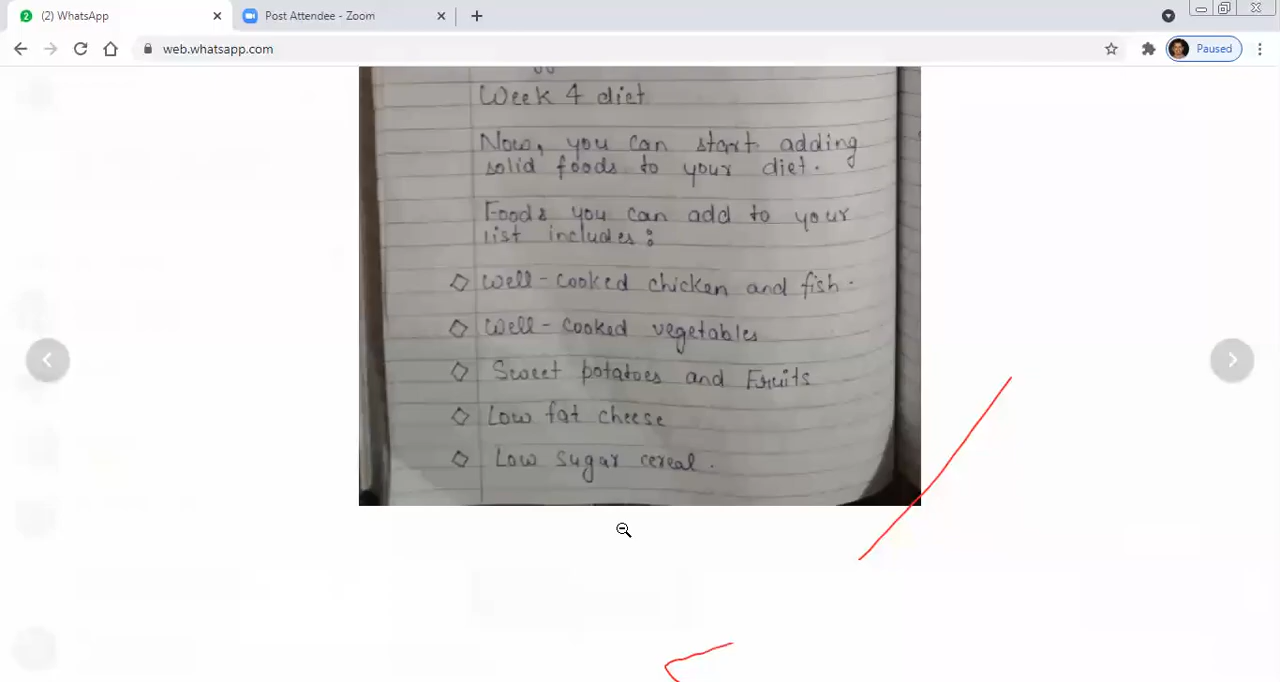 (2) WhatsApp
Post Attendee - Zoom
web.whatsapp.com
Paused
Week 4 diet
Now, you can start adding
solid foods to your diet.
Foods you can add to your
list includes:
◇ Well-cooked chicken and fish.
◇ Well-cooked vegetables
◇ Sweet potatoes and Fruits
◇ Low fat cheese
◇ Low sugar cereal.